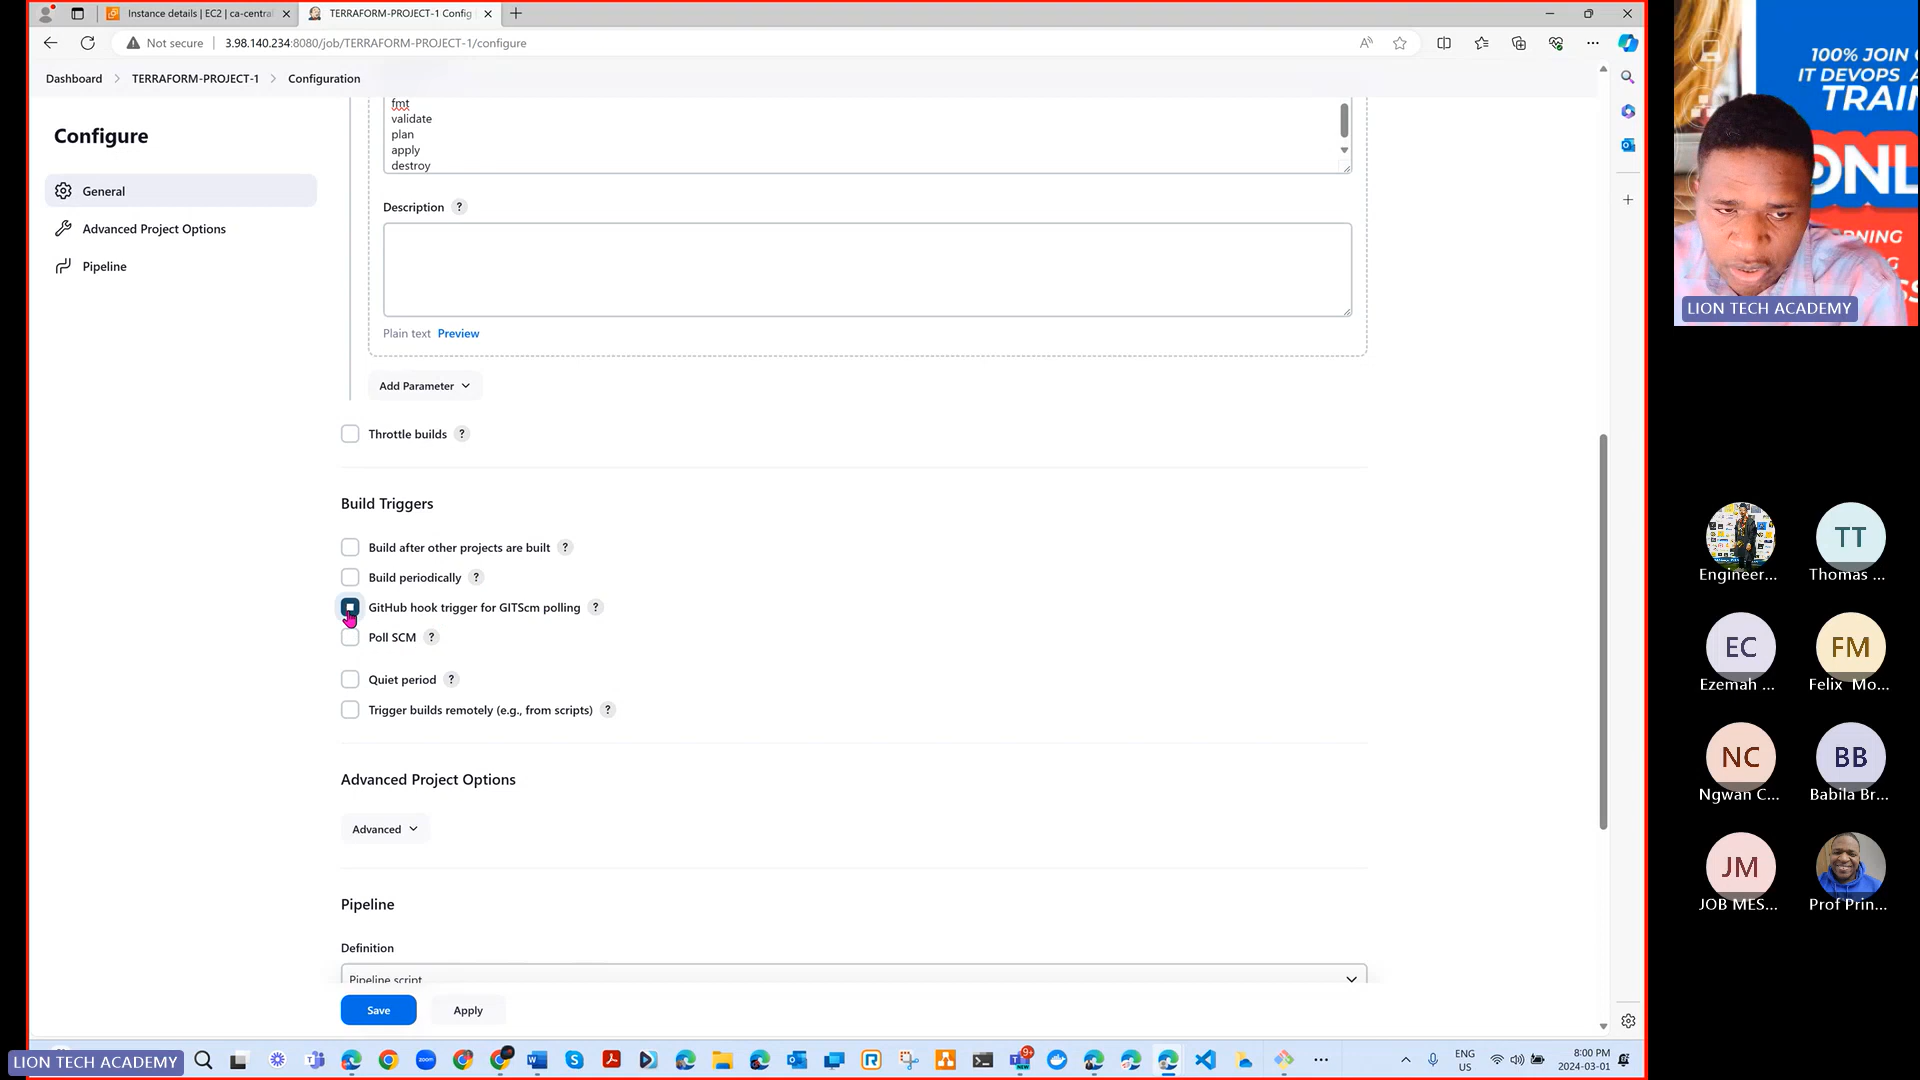 Instance details | EC2 | ca-central
TERRAFORM-PROJECT-1 Config
Not secure
3.98.140.234:8080/job/TERRAFORM-PROJECT-1/configure
Dashboard
TERRAFORM-PROJECT-1
Configuration
Configure
General
Advanced Project Options
Pipeline
fmt
validate
plan
apply
destroy
Description ?
Plain text Preview
Add Parameter
Throttle builds ?
Build Triggers
Build after other projects are built ?
Build periodically ?
GitHub hook trigger for GITScm polling ?
Poll SCM ?
Quiet period ?
Trigger builds remotely (e.g., from scripts) ?
Advanced Project Options
Advanced
Pipeline
Definition
Pipeline script
Save
Apply
100% JOIN
IT DEVOPS
TRAI
ONL
LION TECH ACADEMY
Engineer...
TT
Thomas ...
EC
Ezemah ...
FM
Felix Mo...
NC
Ngwan C...
BB
Babila Br...
JM
JOB MES...
Prof Prin...
LION TECH ACADEMY
zoom
9+
NEW
ENG
US
8:00 PM
2024-03-01